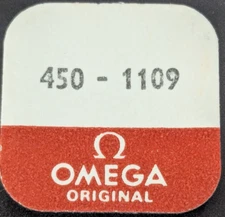 450 - 1109
Ω
OMEGA
ORIGINAL